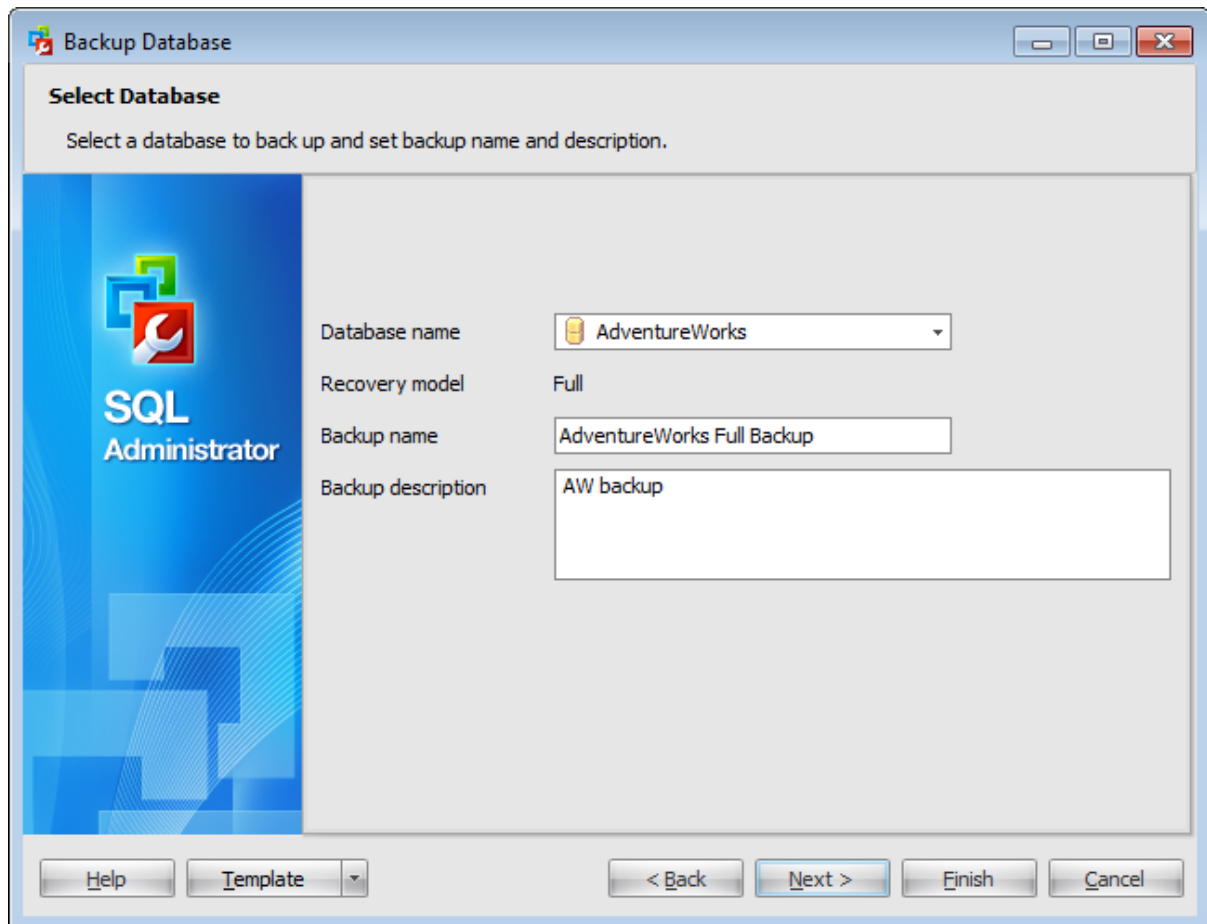 Backup Database
Select Database
Select a database to back up and set backup name and description.
SQL
Administrator
Database name AdventureWorks
Recovery model Full
Backup name AdventureWorks Full Backup
Backup description AW backup
Help Template < Back Next > Finish Cancel